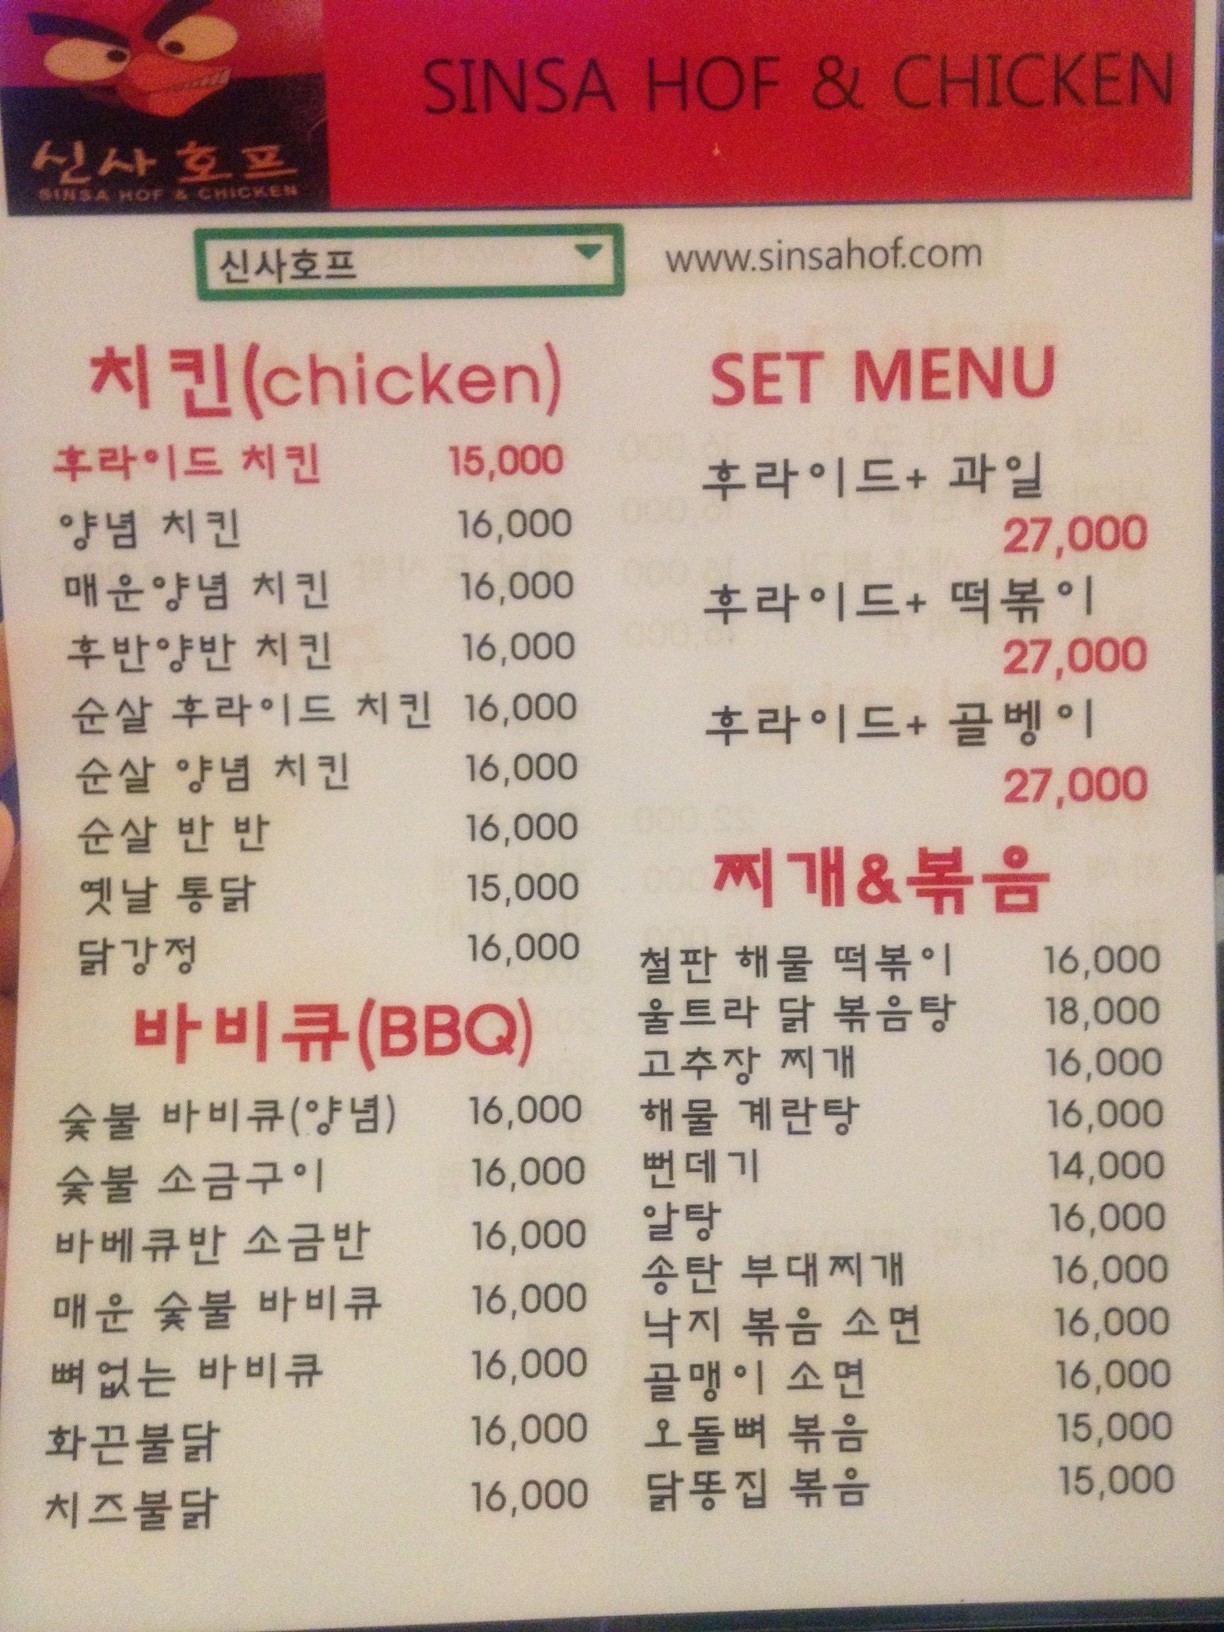 SINSA HOF & CHICKEN
신사 호프
SINSA HOF & CHICKEN
신사호프
www.sinsahof.com
치킨(chicken)
후라이드 치킨 15,000
양념 치킨 16,000
매운양념 치킨 16,000
후반양반 치킨 16,000
순살 후라이드 치킨 16,000
순살 양념 치킨 16,000
순살 반 반 16,000
옛날 통닭 15,000
닭강정 16,000
바비큐(BBQ)
숯불 바비큐(양념) 16,000
숯불 소금구이 16,000
바베큐반 소금반 16,000
매운 숯불 바비큐 16,000
뼈없는 바비큐 16,000
화끈불닭 16,000
치즈불닭 16,000
SET MENU
후라이드+ 과일
27,000
후라이드+ 떡볶이
27,000
후라이드+ 골벵이
27,000
찌개&볶음
철판 해물 떡볶이 16,000
울트라 닭 볶음탕 18,000
고추장 찌개 16,000
해물 계란탕 16,000
뻔데기 14,000
알탕 16,000
송탄 부대찌개 16,000
낙지 볶음 소면 16,000
골맹이 소면 16,000
오돌뼈 볶음 15,000
닭똥집 볶음 15,000